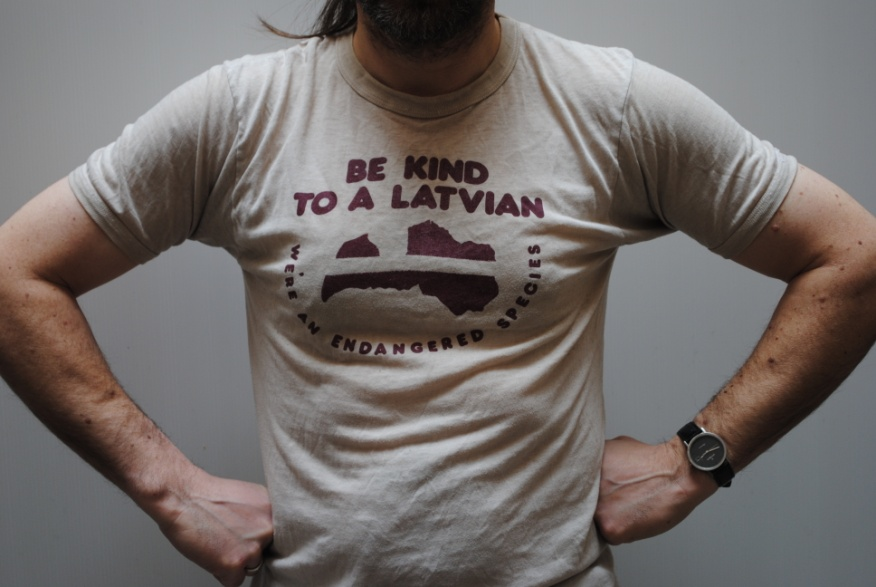 BE KIND
TO A LATVIAN
WE'RE AN ENDANGERED SPECIES